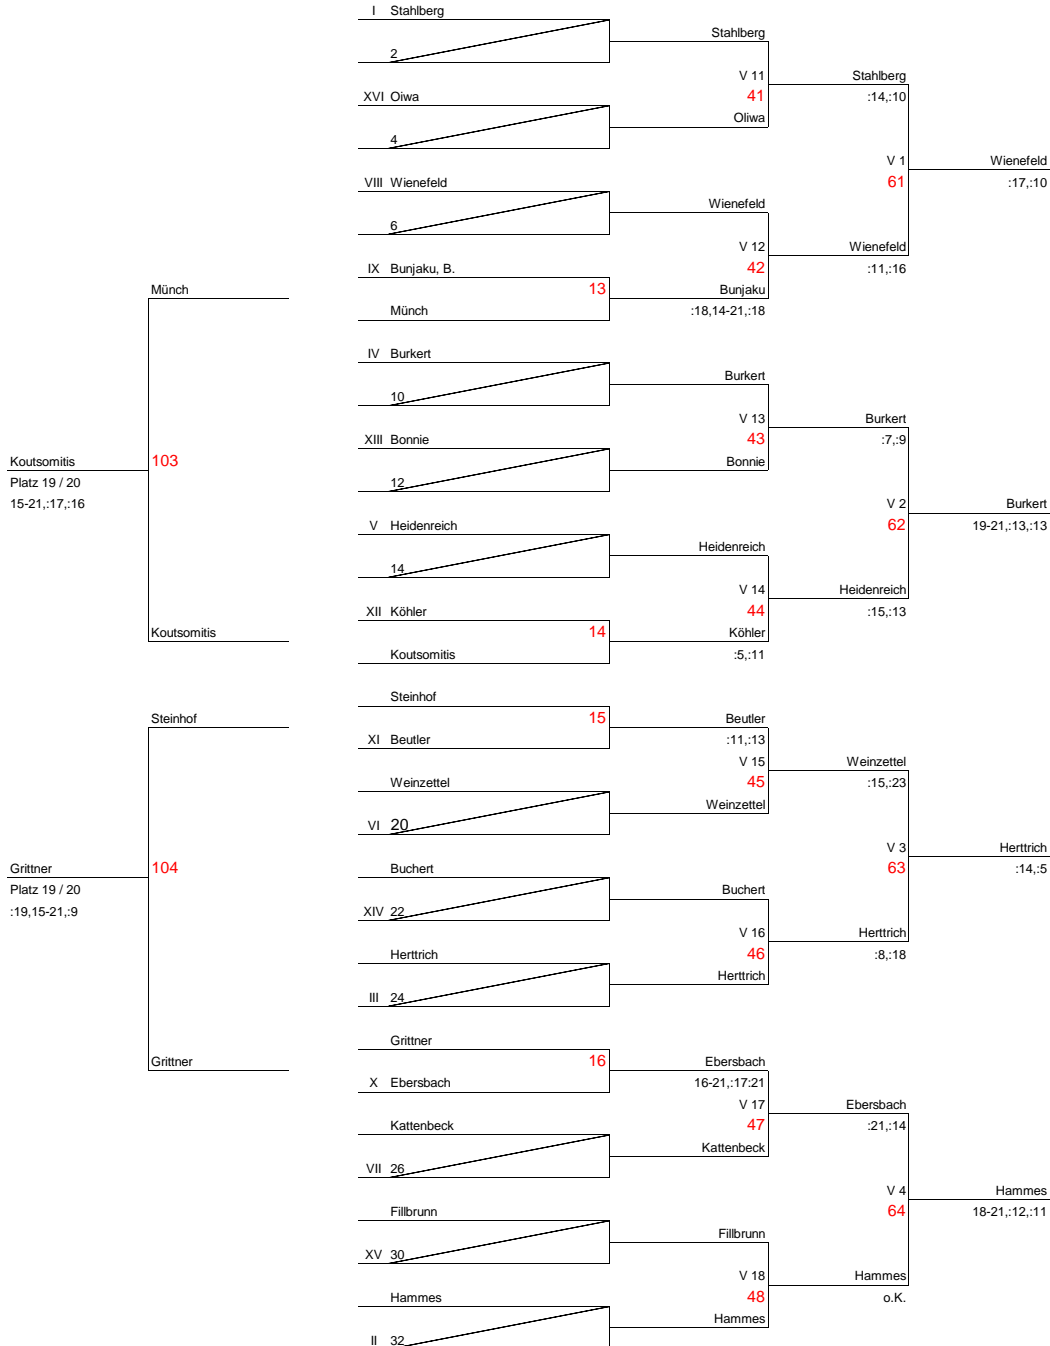 I Stahlberg
Stahlberg
2
V 11 Stahlberg
XVI Oiwa 41 :14,:10
Oliwa
4
V 1 Wienefeld
VIII Wienefeld 61 :17,:10
Wienefeld
6
V 12 Wienefeld
IX Bunjaku, B. 42 :11,:16
Münch 13 Bunjaku
Münch :18,14-21,:18
IV Burkert
Burkert
10
V 13 Burkert
XIII Bonnie 43 :7,:9
Koutsomitis 103 Bonnie
Platz 19 / 20 12
15-21,:17,:16 V 2 Burkert
V Heidenreich 62 19-21,:13,:13
Heidenreich
14
V 14 Heidenreich
XII Köhler 44 :15,:13
Koutsomitis 14 Köhler
Koutsomitis :5,:11
Steinhof
Steinhof 15 Beutler
XI Beutler :11,:13
V 15 Weinzettel
Weinzettel 45 :15,:23
Weinzettel
VI 20
V 3 Herttrich
Grittner 104 Buchert 63 :14,:5
Platz 19 / 20 Buchert
:19,15-21,:9 XIV 22
V 16 Herttrich
Herttrich 46 :8,:18
Herttrich
III 24
Grittner
Grittner 16 Ebersbach
X Ebersbach 16-21,:17:21
V 17 Ebersbach
Kattenbeck 47 :21,:14
Kattenbeck
VII 26
V 4 Hammes
Fillbrunn 64 18-21,:12,:11
Fillbrunn
XV 30
V 18 Hammes
Hammes 48 o.K.
Hammes
II 32